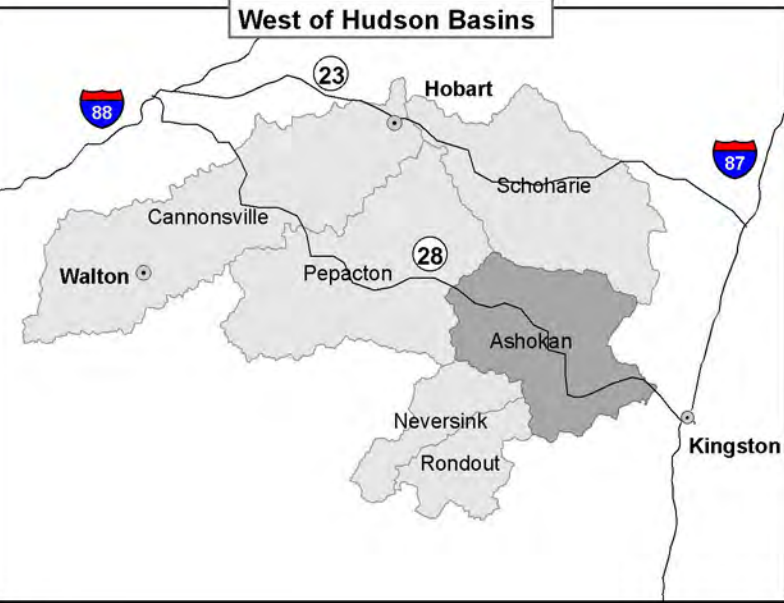 West of Hudson Basins
23
Hobart
88
87
Schoharie
Cannonsville
28
Walton
Pepacton
Ashokan
Neversink
Kingston
Rondout